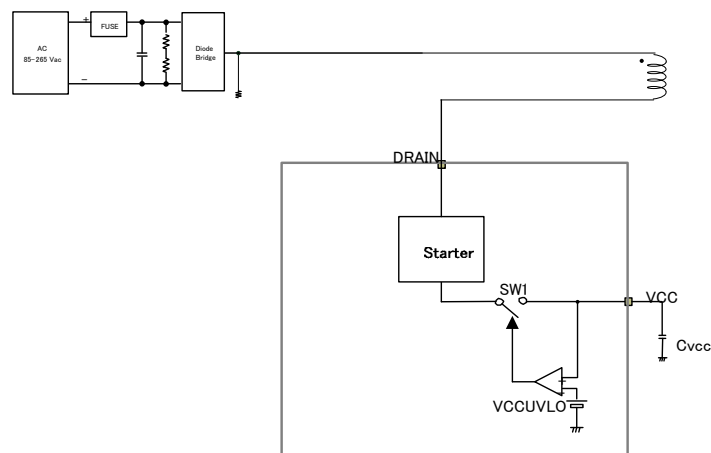 AC
85-265 Vac
+
-
FUSE
Diode
Bridge
DRAIN
Starter
SW1
VCC
Cvcc
+
VCCUVLO
+